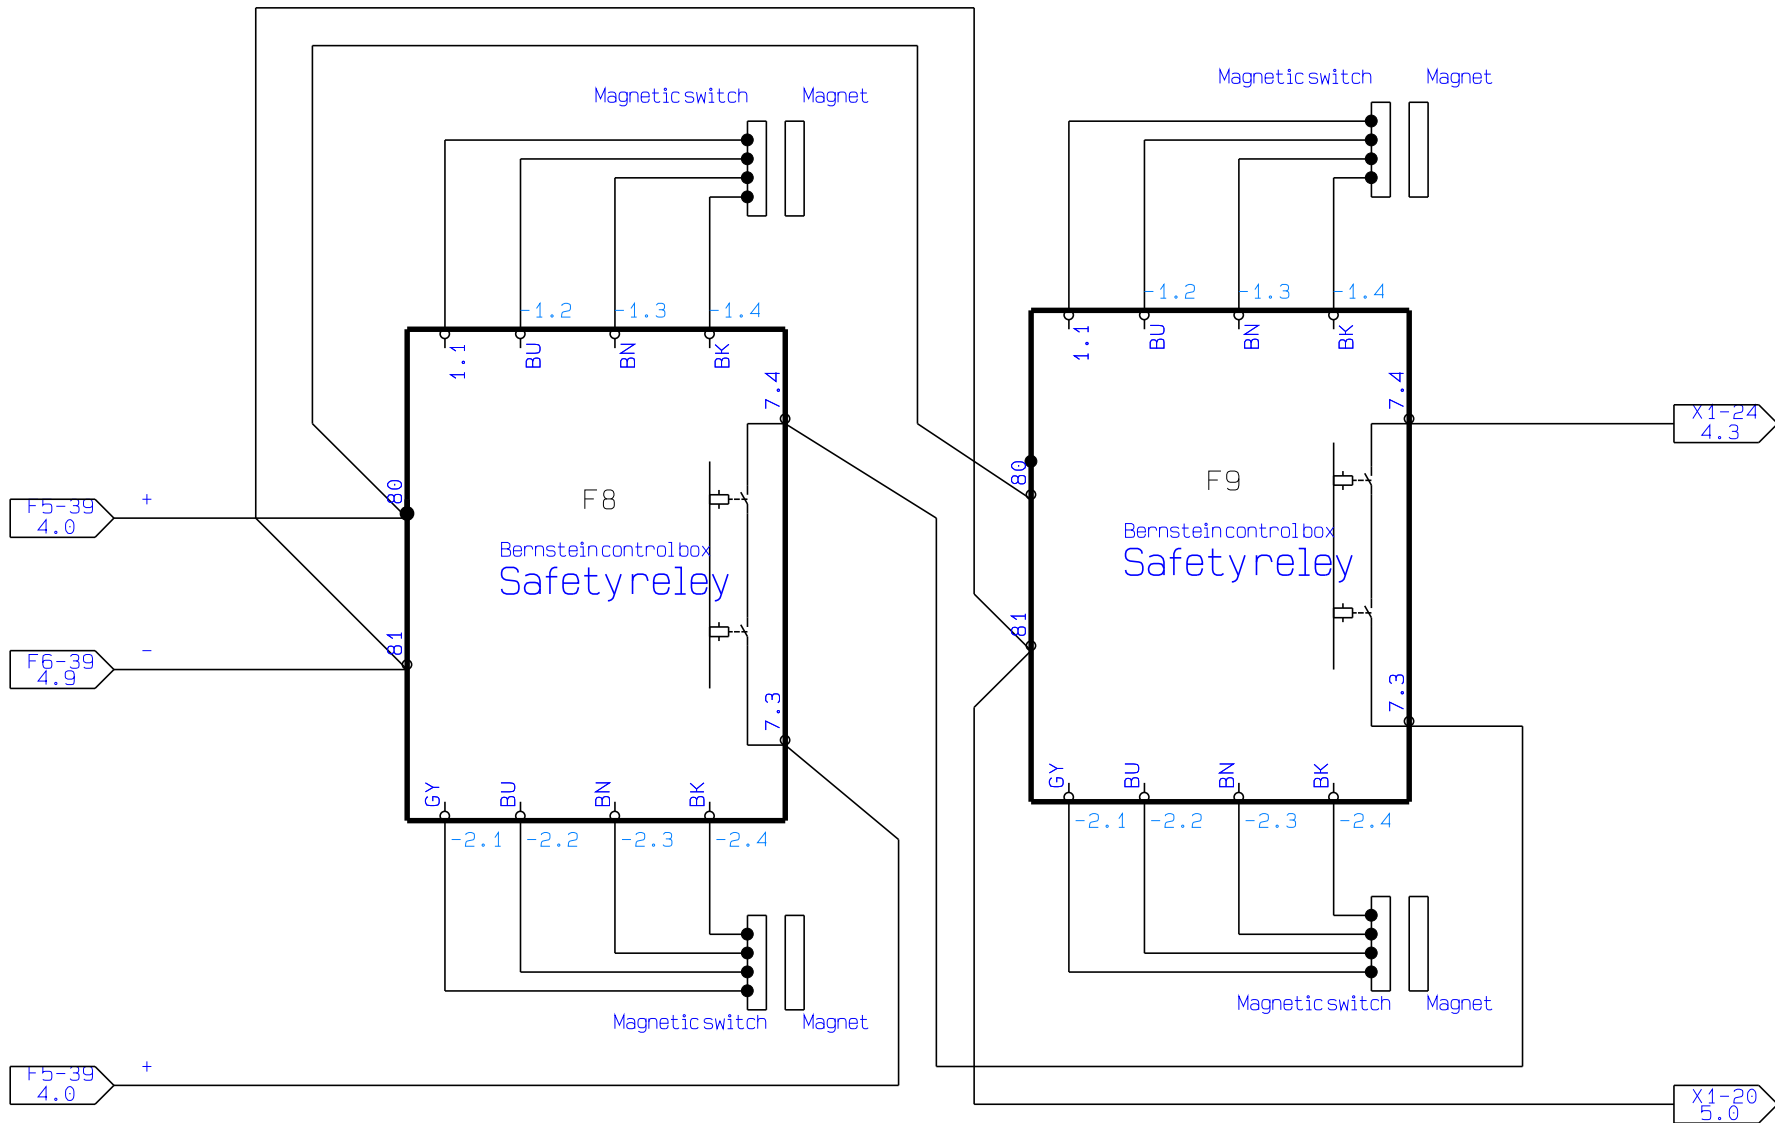 Magnetic switch Magnet
Magnetic switch Magnet
-1.2 -1.3 -1.4
-1.2 -1.3 -1.4
1.1 BU BN BK
1.1 BU BN BK
7.4
7.4
X1-24
4.3
80
80
F5-39
4.0
+
F8
F9
Bernstein control box
Safety reley
Bernstein control box
Safety reley
81
81
F6-39
4.9
-
7.3
7.3
GY BU BN BK
GY BU BN BK
-2.1 -2.2 -2.3 -2.4
-2.1 -2.2 -2.3 -2.4
Magnetic switch Magnet
Magnetic switch Magnet
F5-39
4.0
+
X1-20
5.0